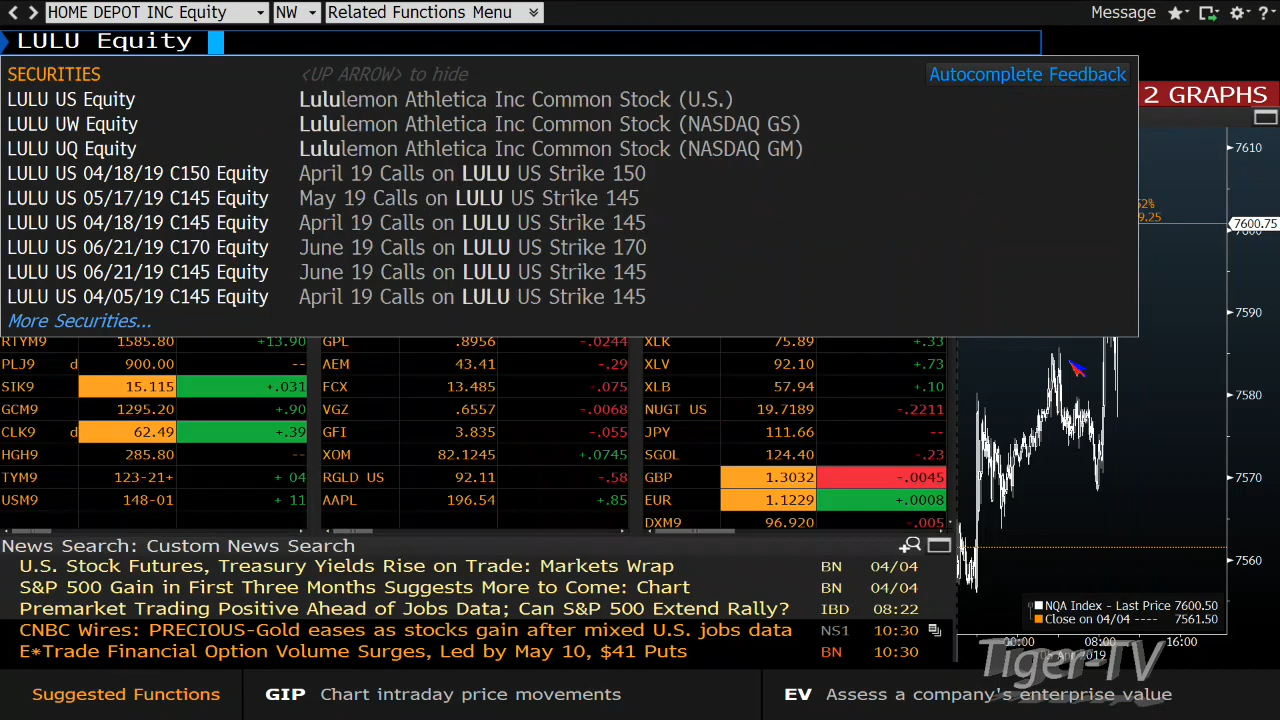 HOME DEPOT INC Equity NW Related Functions Menu Message ?
LULU Equity
SECURITIES <UP ARROW> to hide Autocomplete Feedback
LULU US Equity Lululemon Athletica Inc Common Stock (U.S.)
LULU UW Equity Lululemon Athletica Inc Common Stock (NASDAQ GS)
LULU UQ Equity Lululemon Athletica Inc Common Stock (NASDAQ GM)
LULU US 04/18/19 C150 Equity April 19 Calls on LULU US Strike 150
LULU US 05/17/19 C145 Equity May 19 Calls on LULU US Strike 145
LULU US 04/18/19 C145 Equity April 19 Calls on LULU US Strike 145
LULU US 06/21/19 C170 Equity June 19 Calls on LULU US Strike 170
LULU US 06/21/19 C145 Equity June 19 Calls on LULU US Strike 145
LULU US 04/05/19 C145 Equity April 19 Calls on LULU US Strike 145
More Securities...
2 GRAPHS
7610
52%
9.25
7600.75
7600
7590
7580
7570
7560
RTYM9 1585.80 +13.90 GPL .8956 -.0244 XLK 75.89 +.33
PLJ9 d 900.00 -- AEM 43.41 -.29 XLV 92.10 +.73
SIK9 15.115 +.031 FCX 13.485 -.075 XLB 57.94 +.10
GCM9 1295.20 +.90 VGZ .6557 -.0068 NUGT US 19.7189 -.2211
CLK9 d 62.49 +.39 GFI 3.835 -.055 JPY 111.66 --
HGH9 285.80 -- XOM 82.1245 +.0745 SGOL 124.40 -.23
TYM9 123-21+ + 04 RGLD US 92.11 -.58 GBP 1.3032 -.0045
USM9 148-01 + 11 AAPL 196.54 +.85 EUR 1.1229 +.0008
DXM9 96.920 -.005
News Search: Custom News Search
U.S. Stock Futures, Treasury Yields Rise on Trade: Markets Wrap BN 04/04
S&P 500 Gain in First Three Months Suggests More to Come: Chart BN 04/04
Premarket Trading Positive Ahead of Jobs Data; Can S&P 500 Extend Rally? IBD 08:22
CNBC Wires: PRECIOUS-Gold eases as stocks gain after mixed U.S. jobs data NS1 10:30
E*Trade Financial Option Volume Surges, Led by May 10, $41 Puts BN 10:30
NQA Index - Last Price 7600.50
Close on 04/04 ---- 7561.50
00:00 08:00 16:00
05 Apr 2019
Tiger-TV
Suggested Functions GIP Chart intraday price movements EV Assess a company's enterprise value